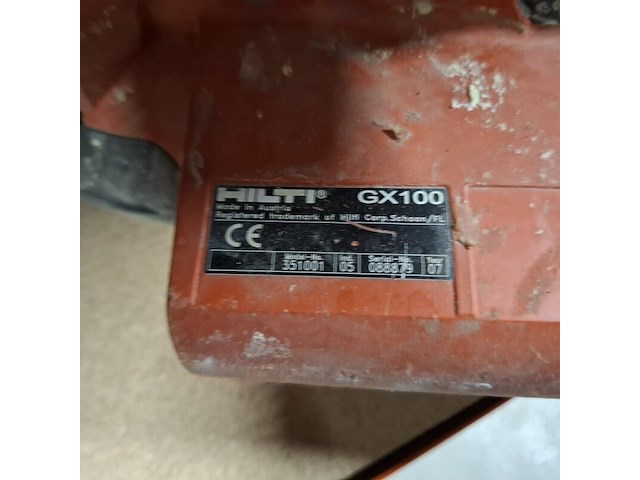 HILTI® GX100
Made in Austria
Registered trademark of Hilti Corp.Schaan/FL
CE
Model-No. Ind. Serial-No. Year
351001 05 088879 07